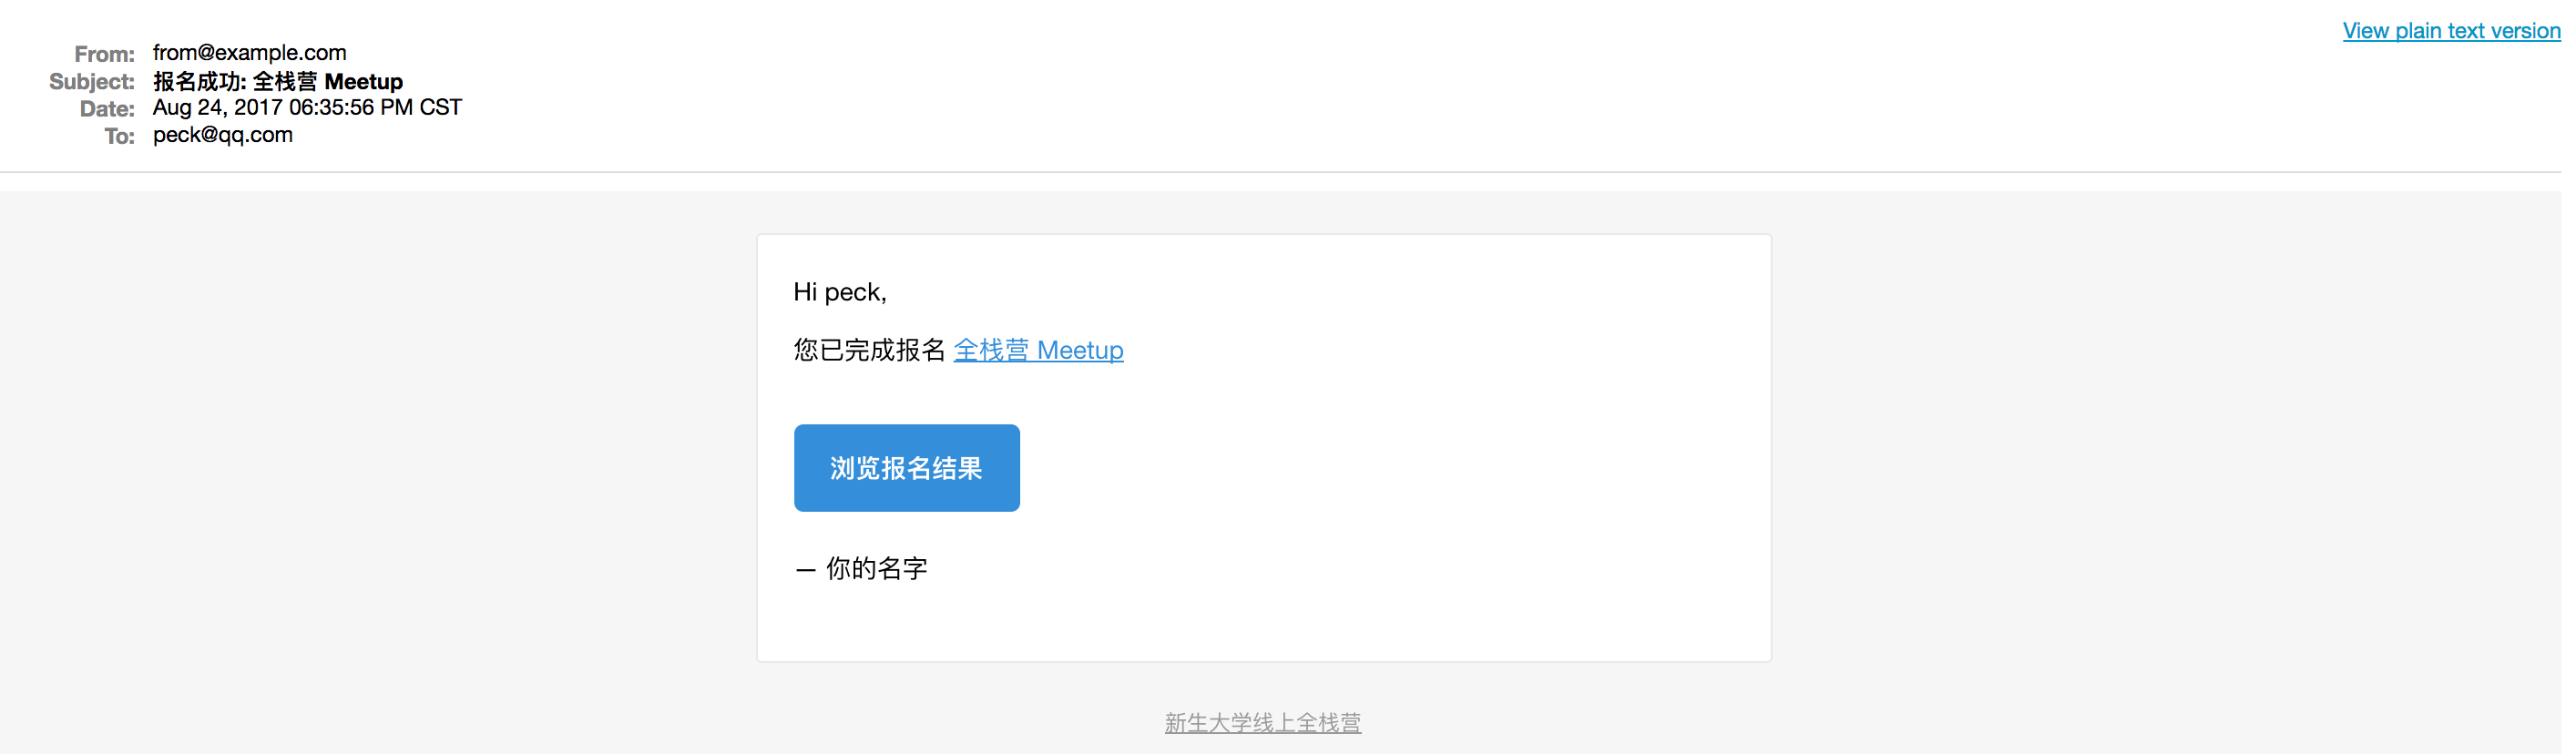 View plain text version
From: from@example.com
Subject: 报名成功: 全栈营 Meetup
Date: Aug 24, 2017 06:35:56 PM CST
To: peck@qq.com
Hi peck,
您已完成报名 全栈营 Meetup
浏览报名结果
— 你的名字
新生大学线上全栈营